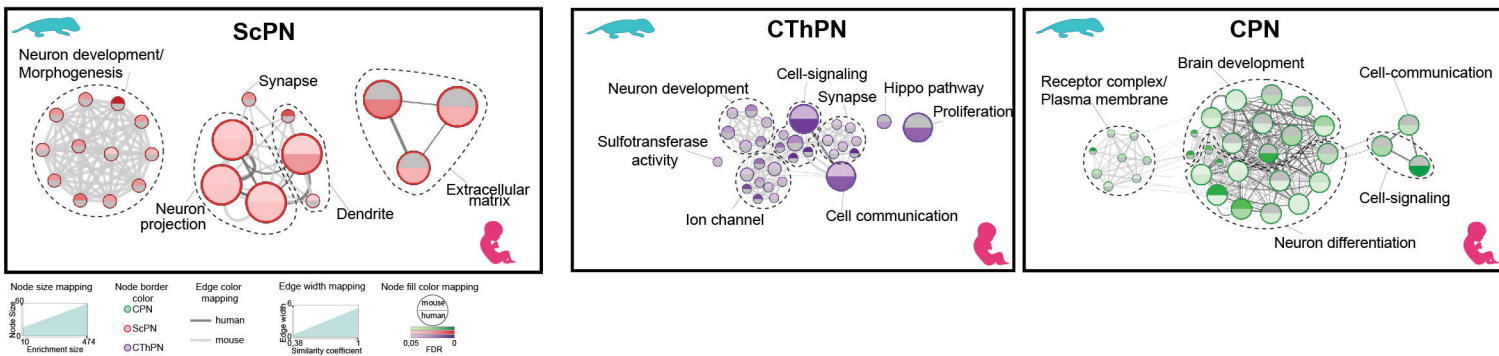 ScPN
Neuron development/
Morphogenesis
Synapse
Neuron
projection
Dendrite
Extracellular
matrix
CThPN
Neuron development
Cell-signaling
Synapse
Hippo pathway
Proliferation
Sulfotransferase
activity
Ion channel
Cell communication
CPN
Receptor complex/
Plasma membrane
Brain development
Cell-communication
Cell-signaling
Neuron differentiation
Node size mapping
60
Node Size
0
10
474
Enrichment size
Node border
color
CPN
ScPN
CThPN
Edge color
mapping
human
mouse
Edge width mapping
6
Edge width
0
0.38
1
Similarity coefficient
Node fill color mapping
mouse
human
0,05
0
FDR